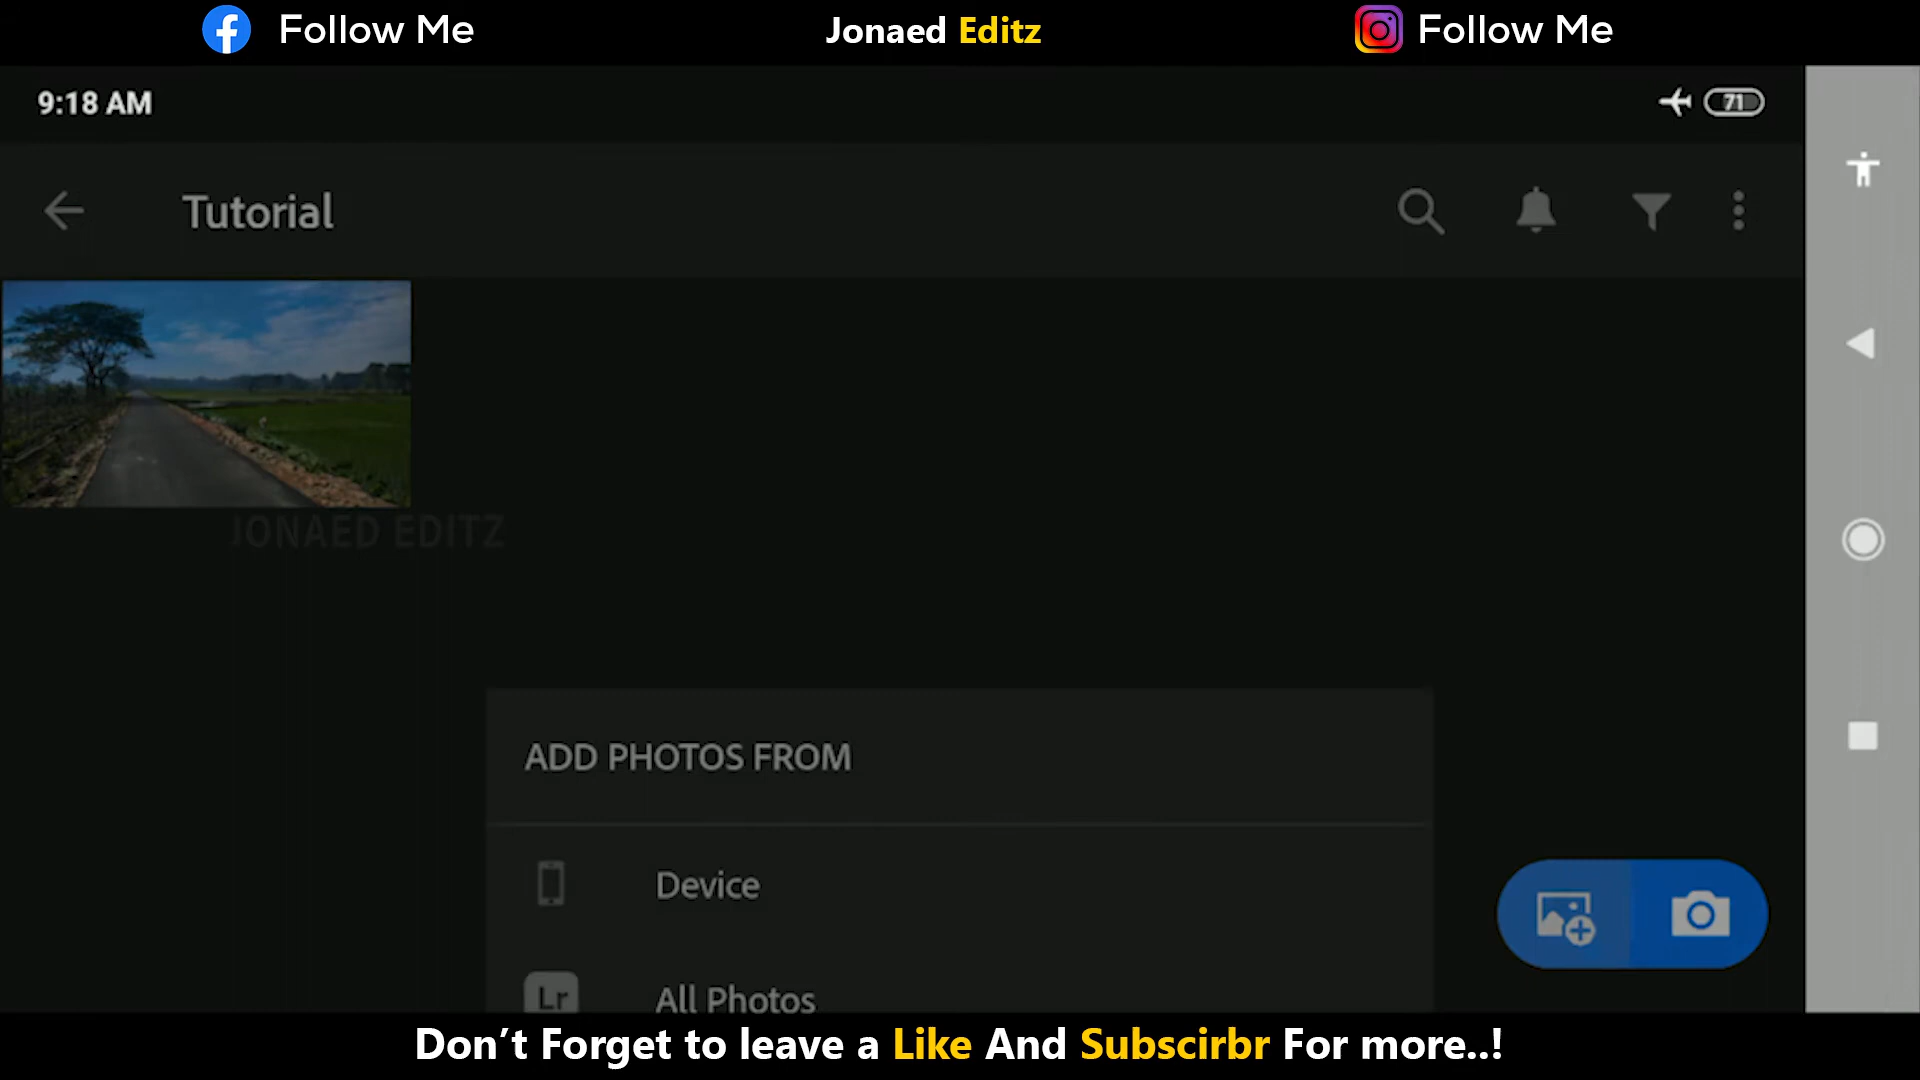 Follow Me
Jonaed Editz
Follow Me
9:18 AM
71
Tutorial
JONAED EDITZ
ADD PHOTOS FROM
Device
Lr
All Photos
Don’t Forget to leave a Like And Subscirbr For more..!